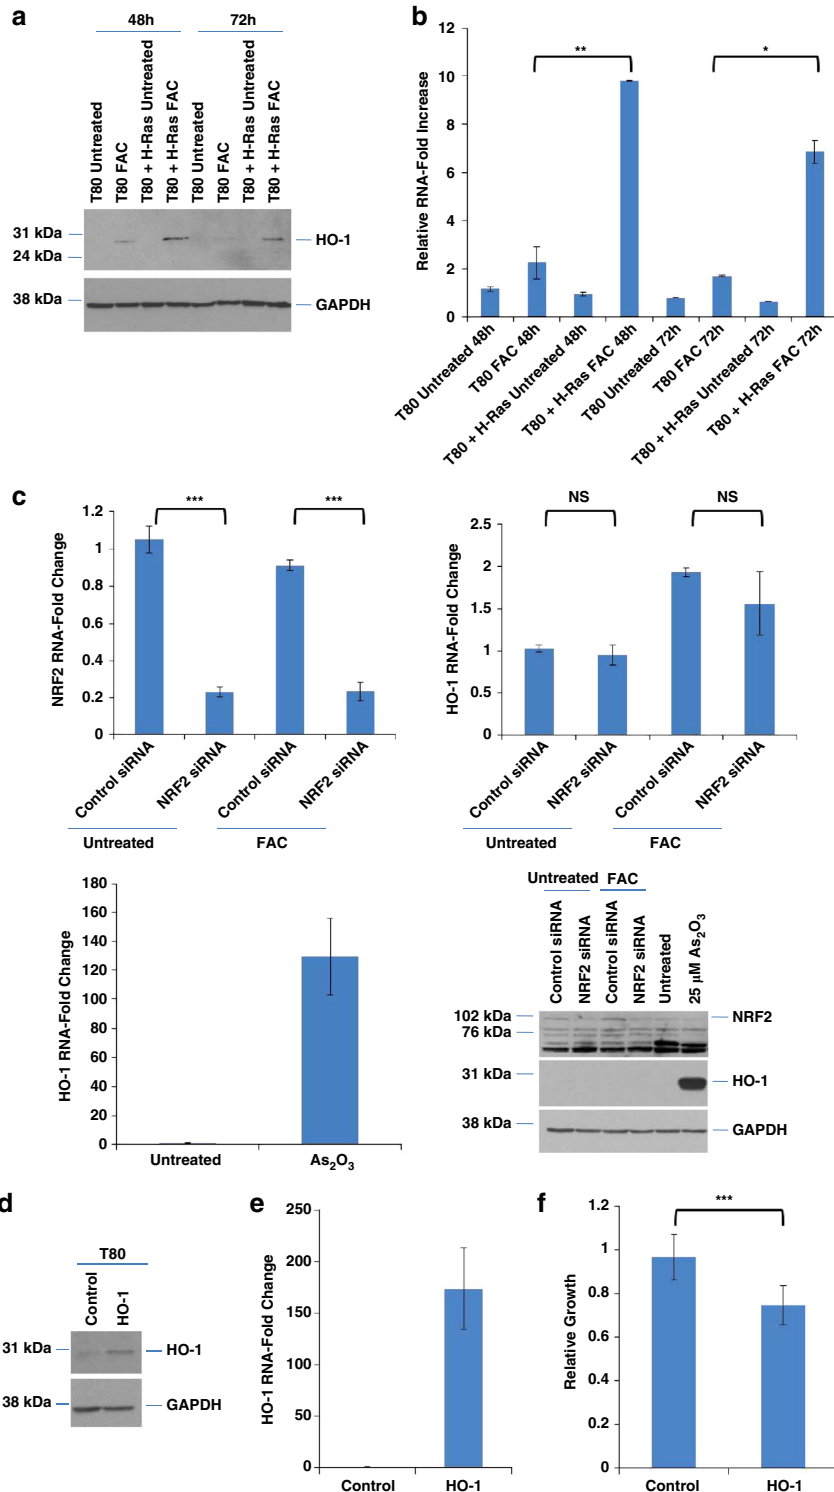 a
48h 72h
T80 Untreated
T80 FAC
T80 + H-Ras Untreated
T80 + H-Ras FAC
T80 Untreated
T80 FAC
T80 + H-Ras Untreated
T80 + H-Ras FAC
31 kDa
24 kDa
HO-1
38 kDa
GAPDH
b
Relative RNA-Fold Increase
12
10
8
6
4
2
0
**
*
T80 Untreated 48h
T80 FAC 48h
T80 + H-Ras Untreated 48h
T80 + H-Ras FAC 48h
T80 Untreated 72h
T80 FAC 72h
T80 + H-Ras Untreated 72h
T80 + H-Ras FAC 72h
c
NRF2 RNA-Fold Change
1.2
1
0.8
0.6
0.4
0.2
0
***
***
Control siRNA
NRF2 siRNA
Control siRNA
NRF2 siRNA
Untreated
FAC
HO-1 RNA-Fold Change
2.5
2
1.5
1
0.5
0
NS
NS
Control siRNA
NRF2 siRNA
Control siRNA
NRF2 siRNA
Untreated
FAC
HO-1 RNA-Fold Change
180
160
140
120
100
80
60
40
20
0
Untreated
As₂O₃
Untreated FAC
Control siRNA
NRF2 siRNA
Control siRNA
NRF2 siRNA
Untreated
25 µM As₂O₃
102 kDa
76 kDa
NRF2
31 kDa
HO-1
38 kDa
GAPDH
d
T80
Control
HO-1
31 kDa
HO-1
38 kDa
GAPDH
e
HO-1 RNA-Fold Change
250
200
150
100
50
0
Control
HO-1
f
Relative Growth
1.2
1
0.8
0.6
0.4
0.2
0
***
Control
HO-1